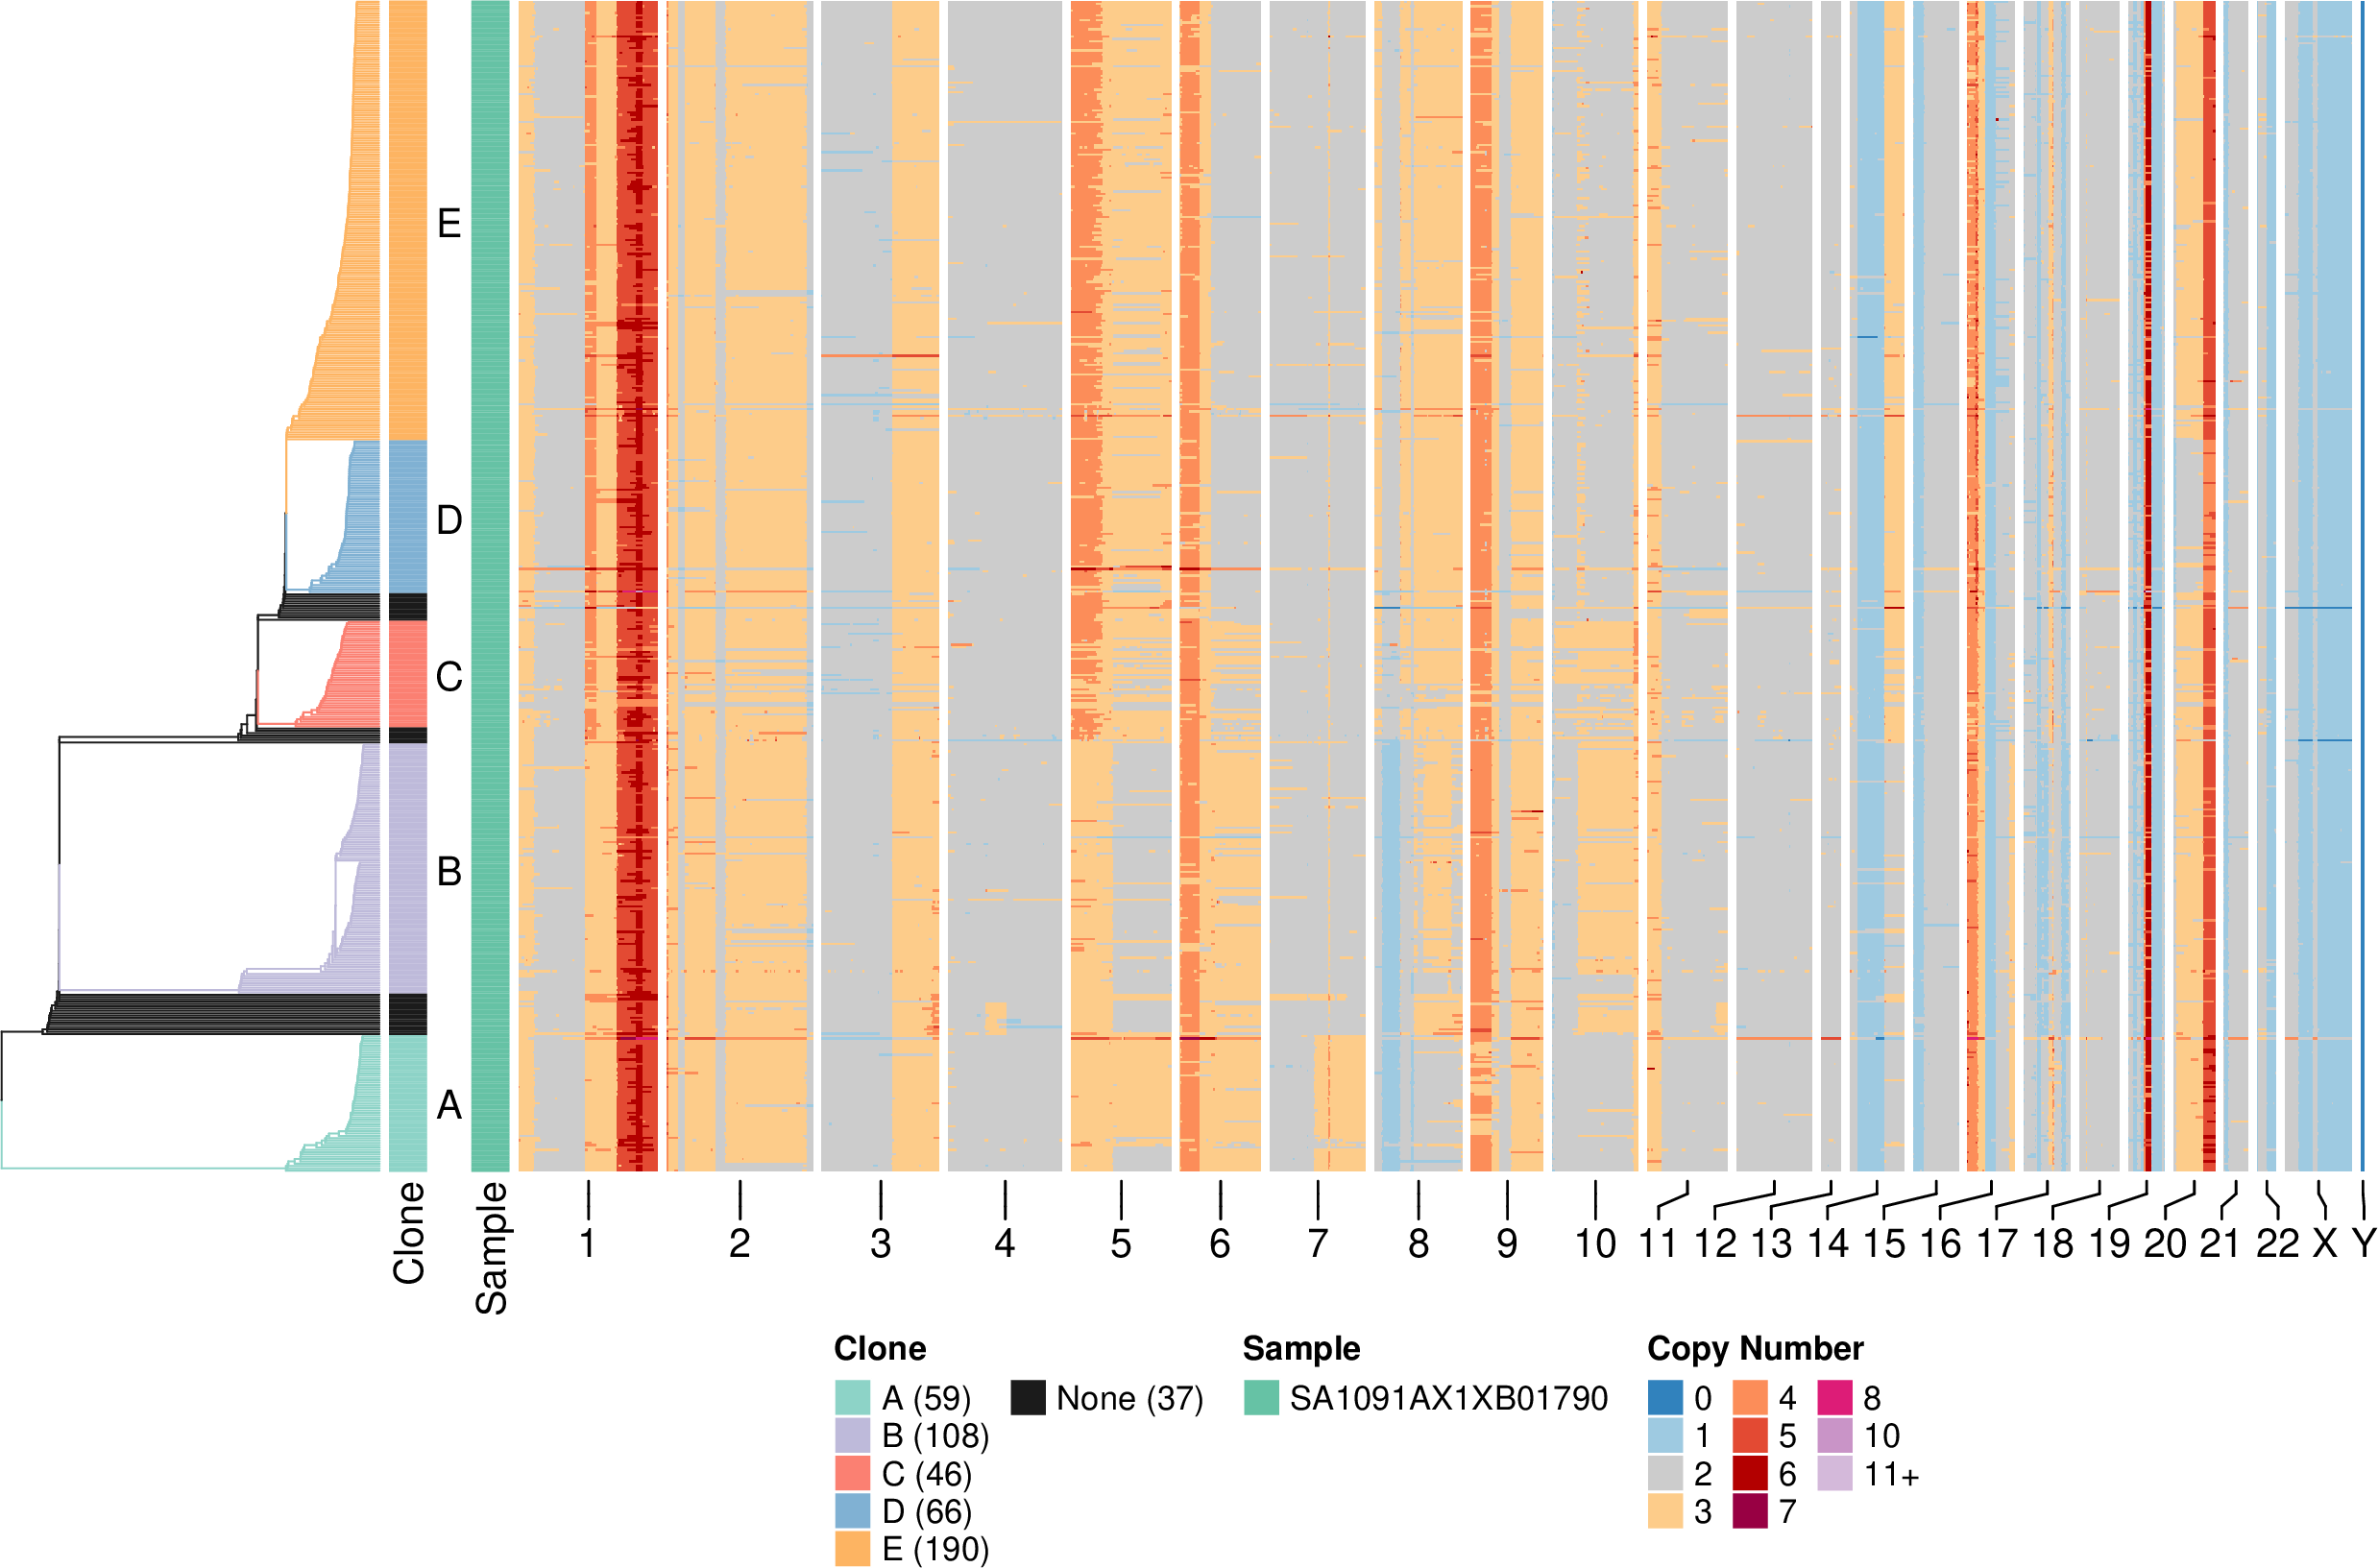 E
D
C
B
A
Clone
Sample
1 2 3 4 5 6 7 8 9 10 11 12 13 14 15 16 17 18 19 20 21 22 X Y
Clone Sample Copy Number
A (59) None (37) SA1091AX1XB01790 0 4 8
B (108) 1 5 10
C (46) 2 6 11+
D (66) 3 7
E (190)